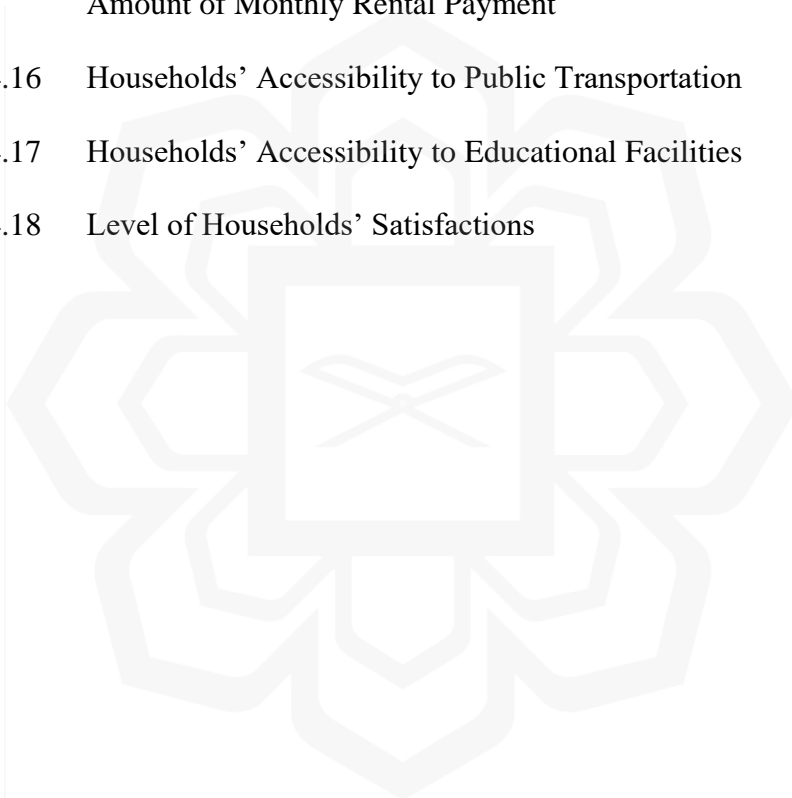 Amount of Monthly Rental Payment
.16 Households’ Accessibility to Public Transportation
.17 Households’ Accessibility to Educational Facilities
.18 Level of Households’ Satisfactions